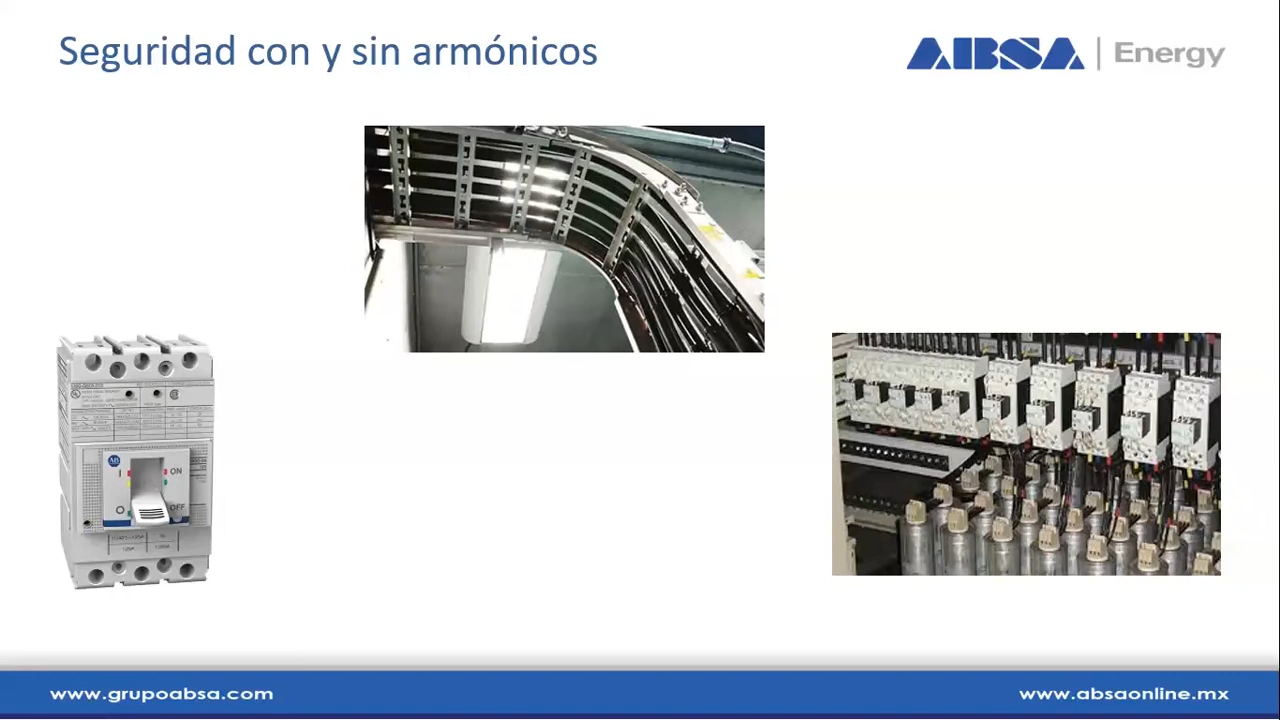 Seguridad con y sin armónicos
ABSA | Energy
I
ON
O
OFF
www.grupoabsa.com
www.absaonline.mx